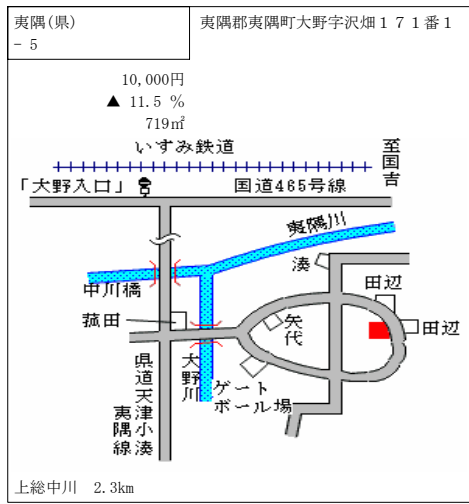 夷隅(県)
- 5
夷隅郡夷隅町大野字沢畑171番1
10,000円
▲ 11.5 %
719㎡
いすみ鉄道
至国吉
「大野入口」
国道465号線
夷隅川
湊
中川橋
田辺
菰田
矢代
田辺
大野川
県道天津小湊
夷隅線
ゲート
ボール場
上総中川 2.3km